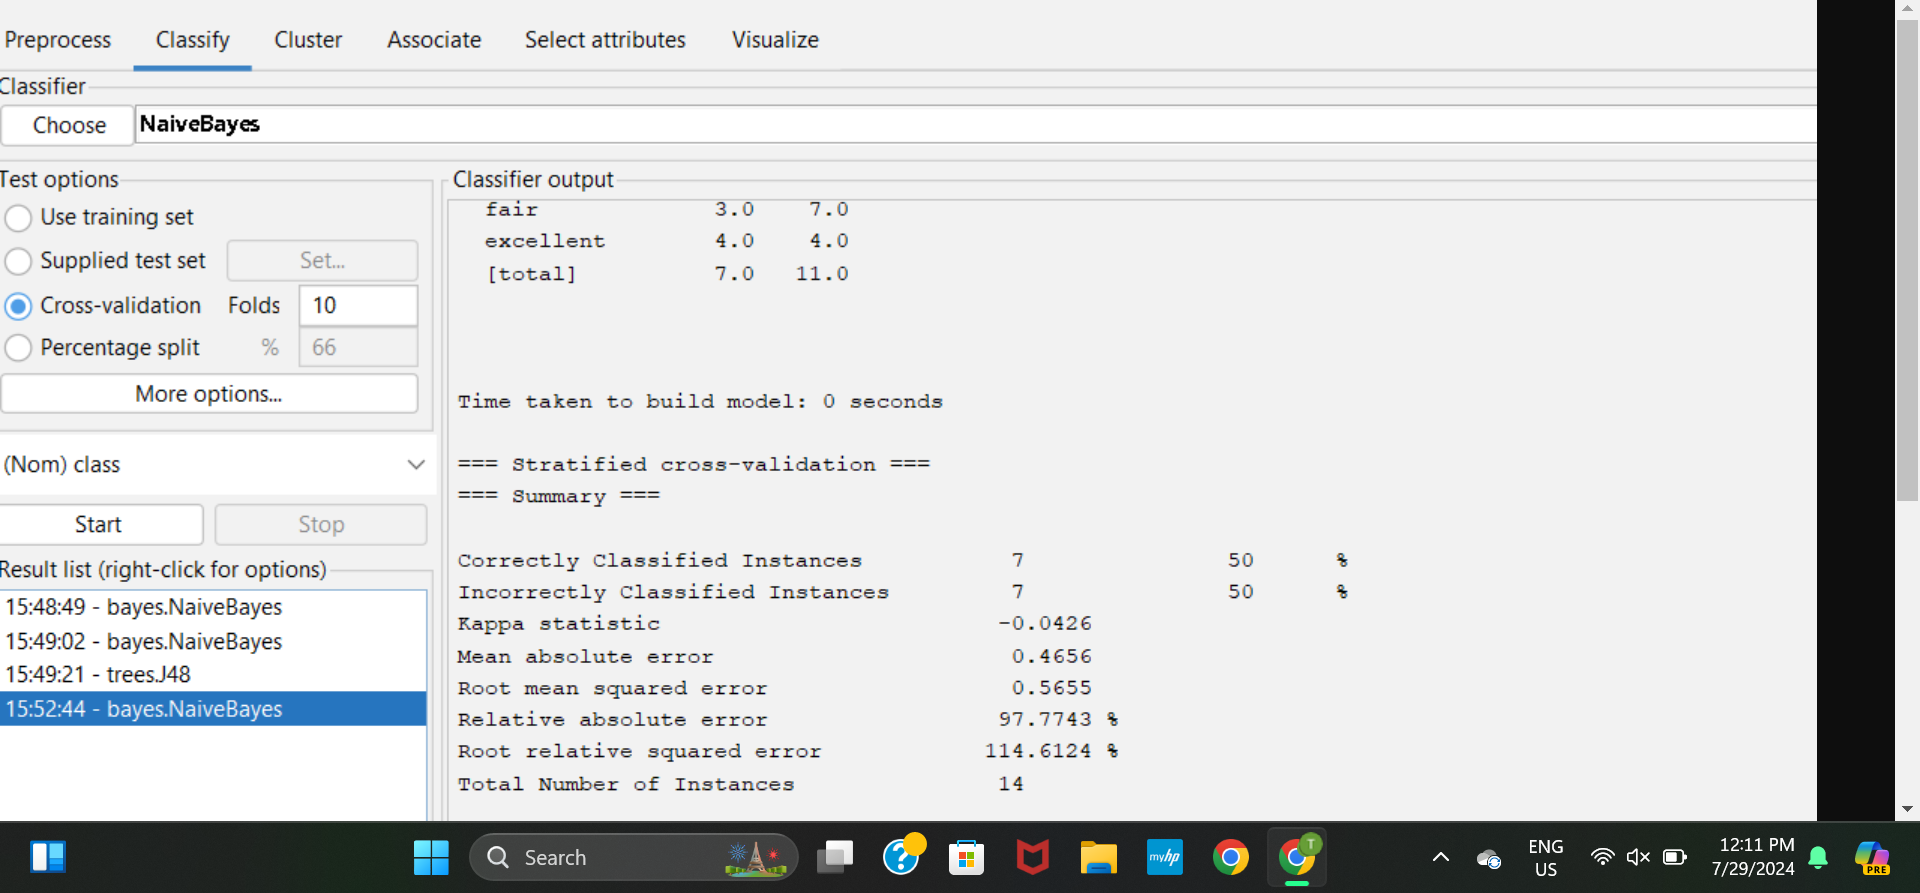 Preprocess Classify Cluster Associate Select attributes Visualize
Classifier
Choose NaiveBayes
Test options
Use training set
Supplied test set Set...
Cross-validation Folds 10
Percentage split % 66
More options...
(Nom) class
Start Stop
Result list (right-click for options)
15:48:49 - bayes.NaiveBayes
15:49:02 - bayes.NaiveBayes
15:49:21 - trees.J48
15:52:44 - bayes.NaiveBayes
Classifier output
fair 3.0 7.0
excellent 4.0 4.0
[total] 7.0 11.0
Time taken to build model: 0 seconds
=== Stratified cross-validation ===
=== Summary ===
Correctly Classified Instances 7 50 %
Incorrectly Classified Instances 7 50 %
Kappa statistic -0.0426
Mean absolute error 0.4656
Root mean squared error 0.5655
Relative absolute error 97.7743 %
Root relative squared error 114.6124 %
Total Number of Instances 14
Search
myhp
T
ENG
US
12:11 PM
7/29/2024
PRE